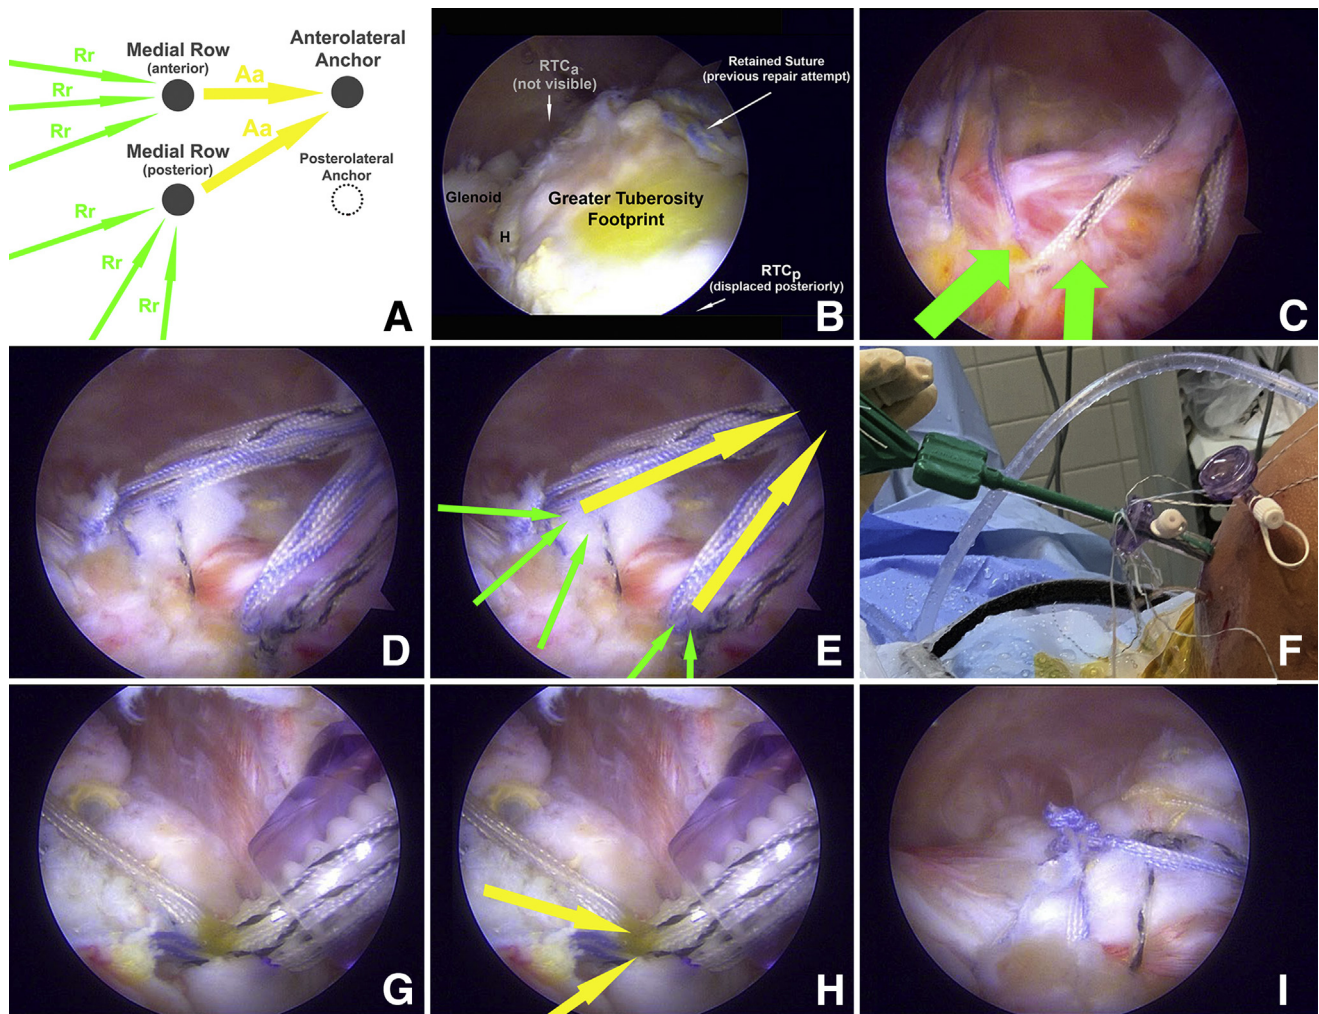 Rr
Rr
Rr
Medial Row
(anterior)
Aa
Anterolateral
Anchor
Aa
Medial Row
(posterior)
Posterolateral
Anchor
Rr
Rr
Rr
A
RTCa
(not visible)
Retained Suture
(previous repair attempt)
Glenoid
Greater Tuberosity
Footprint
H
RTCp
(displaced posteriorly)
B
C
D
E
F
G
H
I